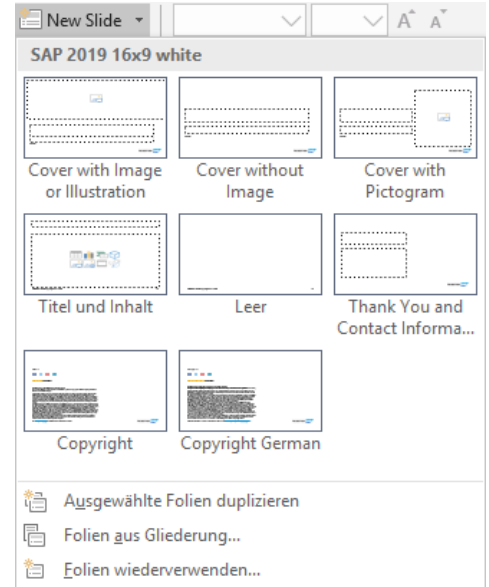 New Slide
SAP 2019 16x9 white
Cover with Image
or Illustration
Cover without
Image
Cover with
Pictogram
Titel und Inhalt
Leer
Thank You and
Contact Informa...
Copyright
Copyright German
Ausgewählte Folien duplizieren
Folien aus Gliederung...
Folien wiederverwenden...